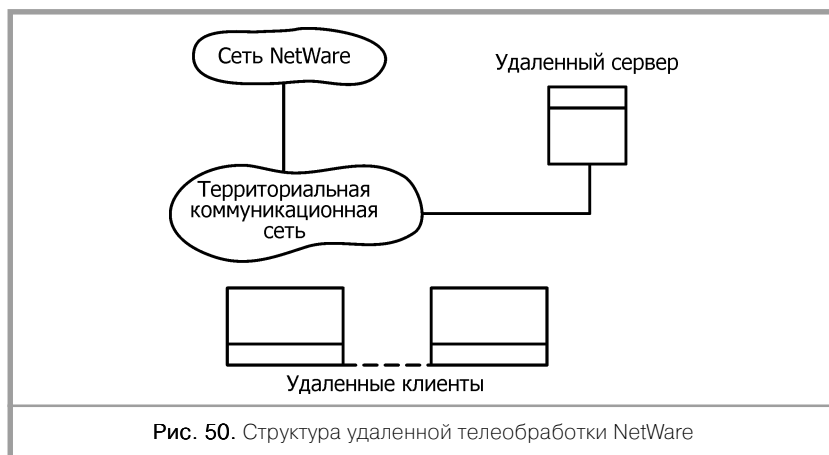 Сеть NetWare
Удаленный сервер
Территориальная
коммуникационная
сеть
Удаленные клиенты
Рис. 50. Структура удаленной телеобработки NetWare